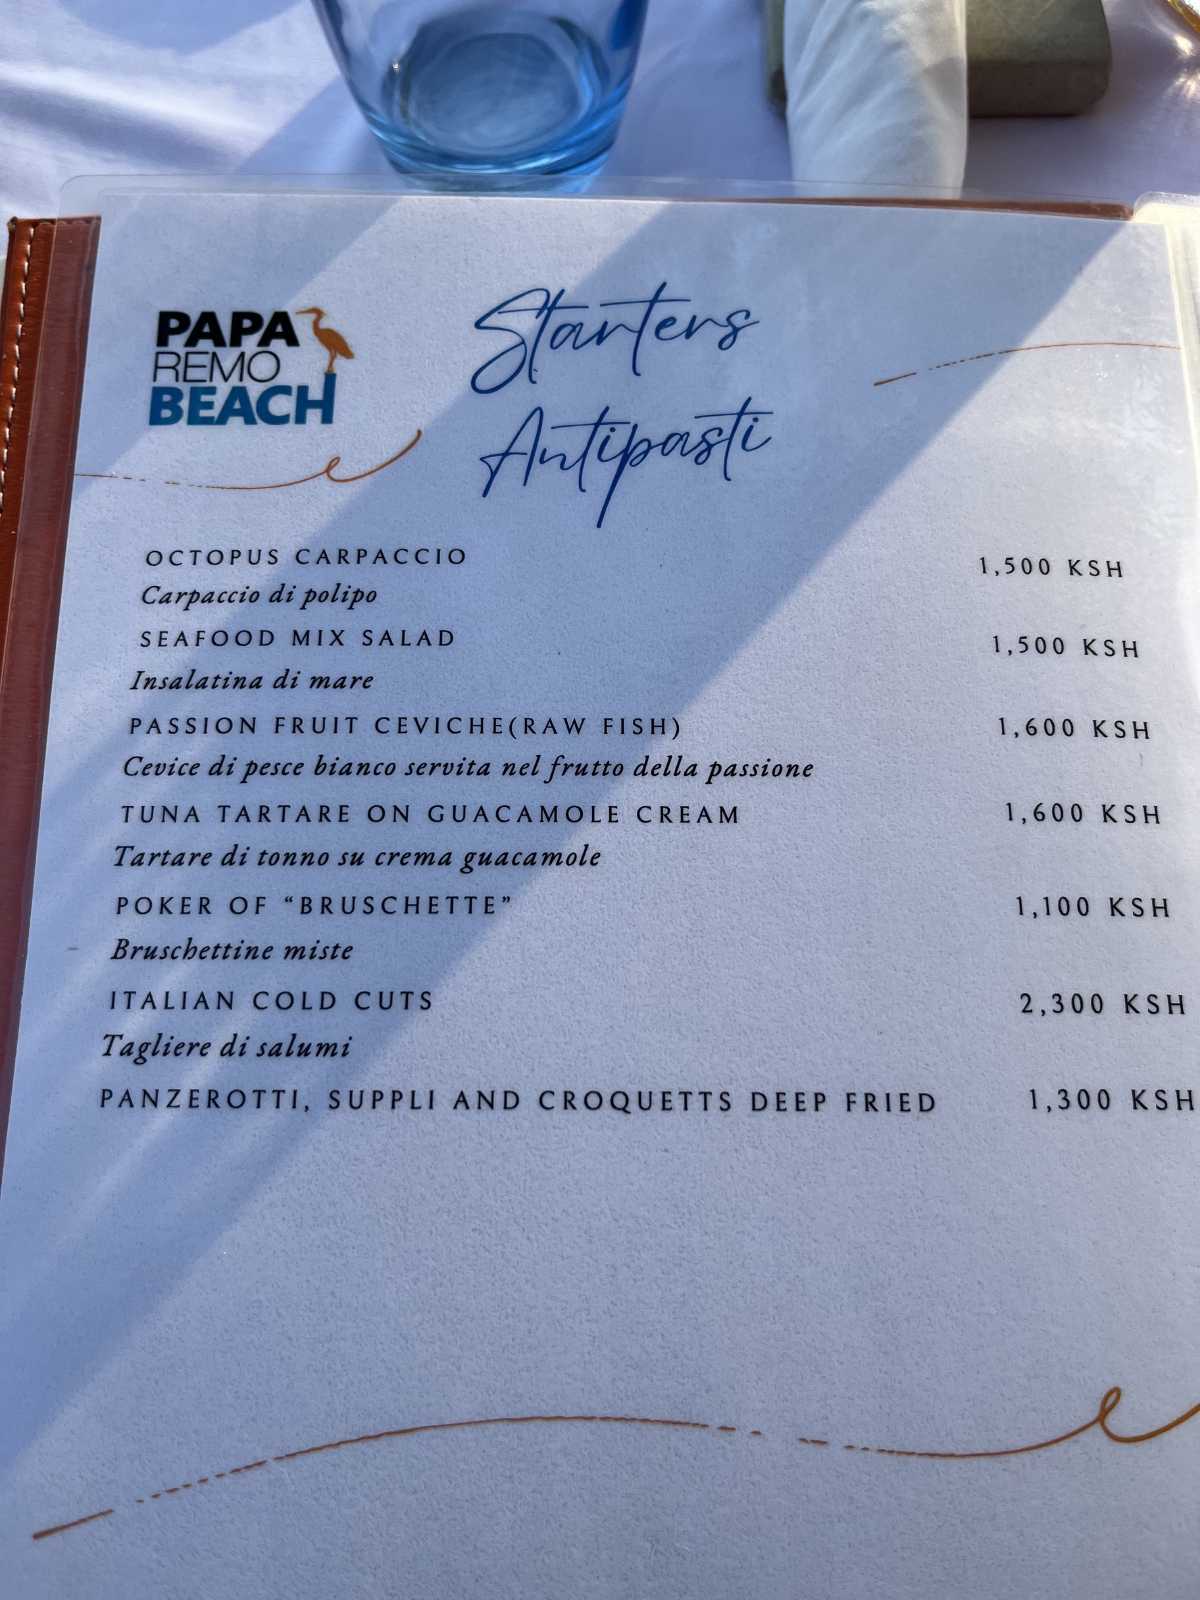 PAPA
REMO
BEACH
Starters
Antipasti
OCTOPUS CARPACCIO 1,500 KSH
Carpaccio di polipo
SEAFOOD MIX SALAD 1,500 KSH
Insalatina di mare
PASSION FRUIT CEVICHE(RAW FISH) 1,600 KSH
Cevice di pesce bianco servita nel frutto della passione
TUNA TARTARE ON GUACAMOLE CREAM 1,600 KSH
Tartare di tonno su crema guacamole
POKER OF “BRUSCHETTE” 1,100 KSH
Bruschettine miste
ITALIAN COLD CUTS 2,300 KSH
Tagliere di salumi
PANZEROTTI, SUPPLI AND CROQUETTS DEEP FRIED 1,300 KSH